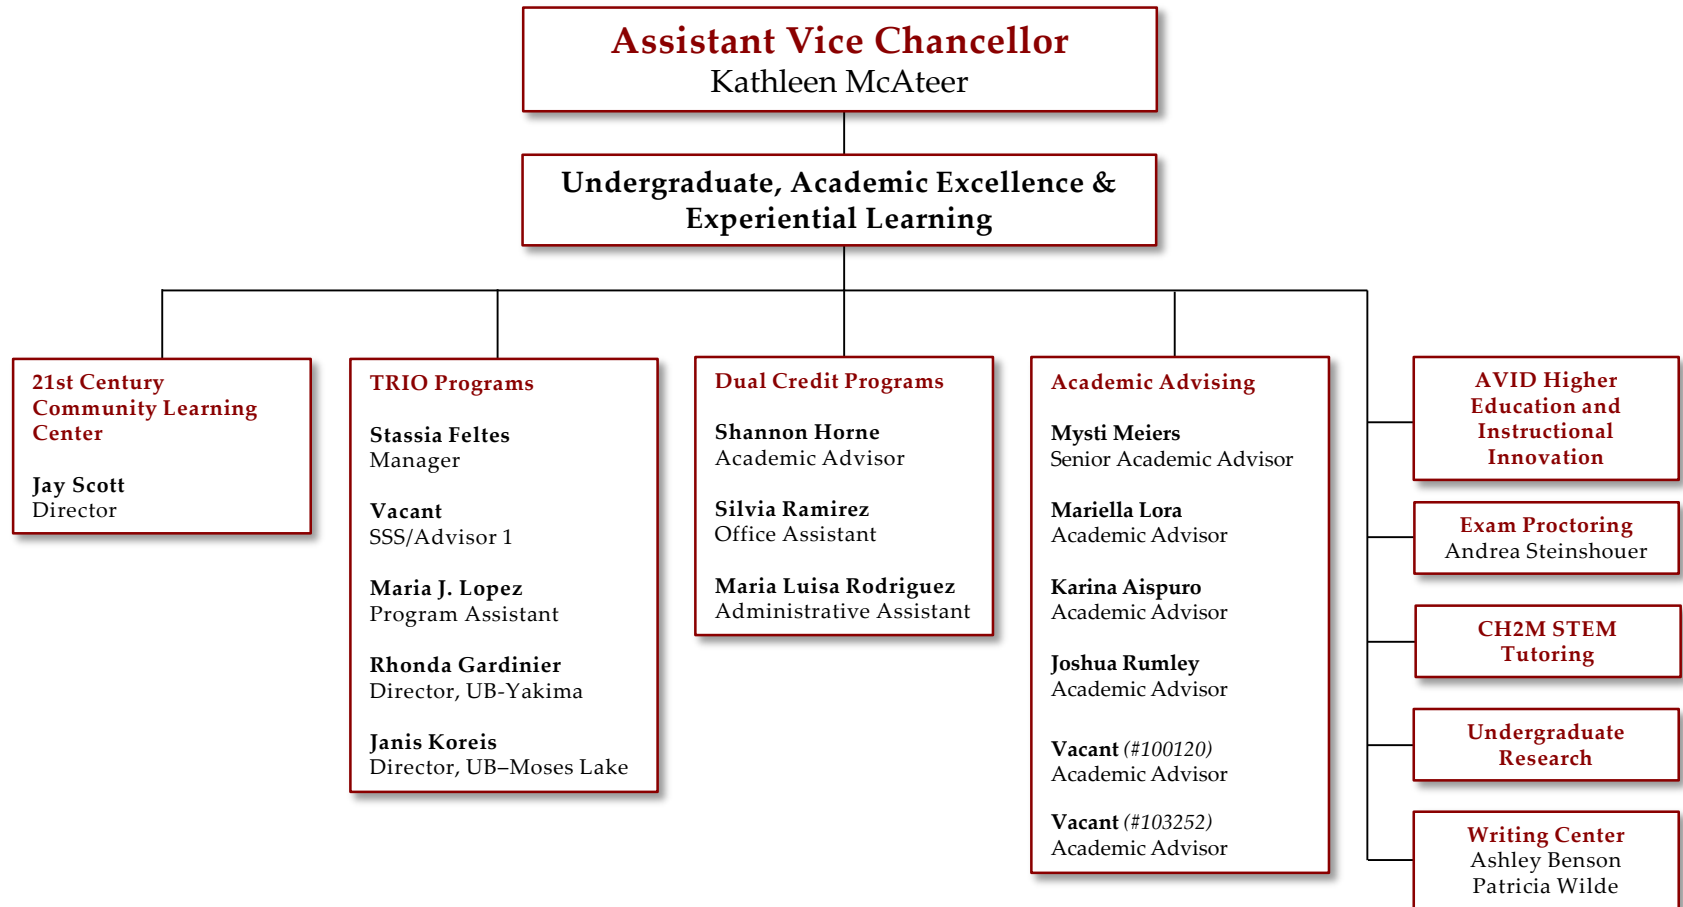 Assistant Vice Chancellor
Kathleen McAteer
Undergraduate, Academic Excellence &
Experiential Learning
21st Century
Community Learning
Center
Jay Scott
Director
TRIO Programs
Stassia Feltes
Manager
Vacant
SSS/Advisor 1
Maria J. Lopez
Program Assistant
Rhonda Gardinier
Director, UB-Yakima
Janis Koreis
Director, UB–Moses Lake
Dual Credit Programs
Shannon Horne
Academic Advisor
Silvia Ramirez
Office Assistant
Maria Luisa Rodriguez
Administrative Assistant
Academic Advising
Mysti Meiers
Senior Academic Advisor
Mariella Lora
Academic Advisor
Karina Aispuro
Academic Advisor
Joshua Rumley
Academic Advisor
Vacant (#100120)
Academic Advisor
Vacant (#103252)
Academic Advisor
AVID Higher
Education and
Instructional
Innovation
Exam Proctoring
Andrea Steinshouer
CH2M STEM
Tutoring
Undergraduate
Research
Writing Center
Ashley Benson
Patricia Wilde